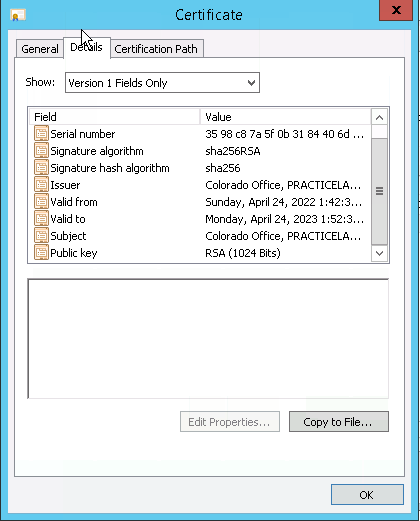 Certificate
x
General Details Certification Path
Show: Version 1 Fields Only
Field Value
Serial number 35 98 c8 7a 5f 0b 31 84 40 6d ...
Signature algorithm sha256RSA
Signature hash algorithm sha256
Issuer Colorado Office, PRACTICELA...
Valid from Sunday, April 24, 2022 1:42:3...
Valid to Monday, April 24, 2023 1:52:3...
Subject Colorado Office, PRACTICELA...
Public key RSA (1024 Bits)
Edit Properties... Copy to File...
OK